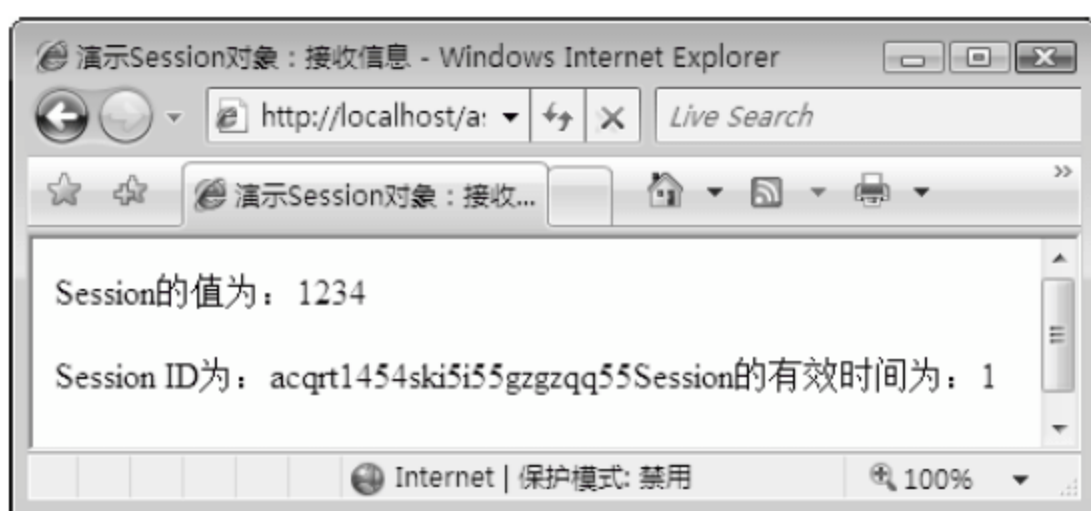 演示Session对象：接收信息 - Windows Internet Explorer
http://localhost/a
Live Search
演示Session对象：接收...
Session的值为：1234
Session ID为：acqrt1454ski5i55gzgzqq55Session的有效时间为：1
Internet | 保护模式: 禁用
100%